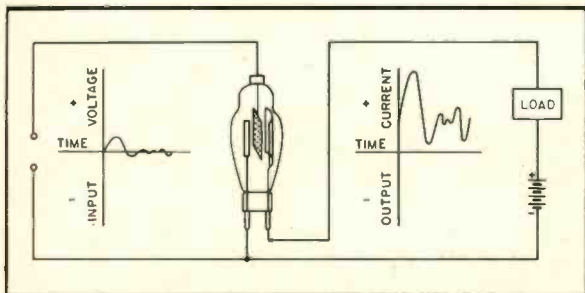 + VOLTAGE
TIME
- INPUT
+ CURRENT
TIME
- OUTPUT
LOAD
+
-